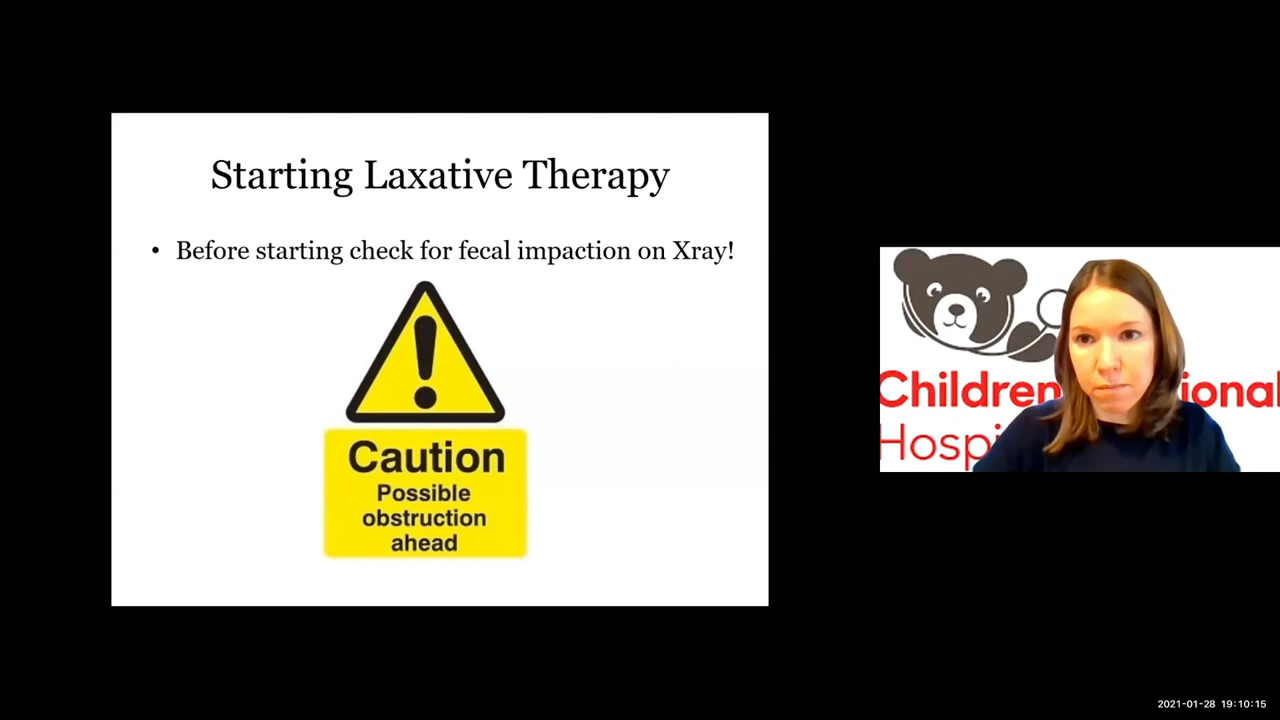 Starting Laxative Therapy
• Before starting check for fecal impaction on Xray!
Caution
Possible
obstruction
ahead
Children ional
Hospi
2021-01-28 19:10:15